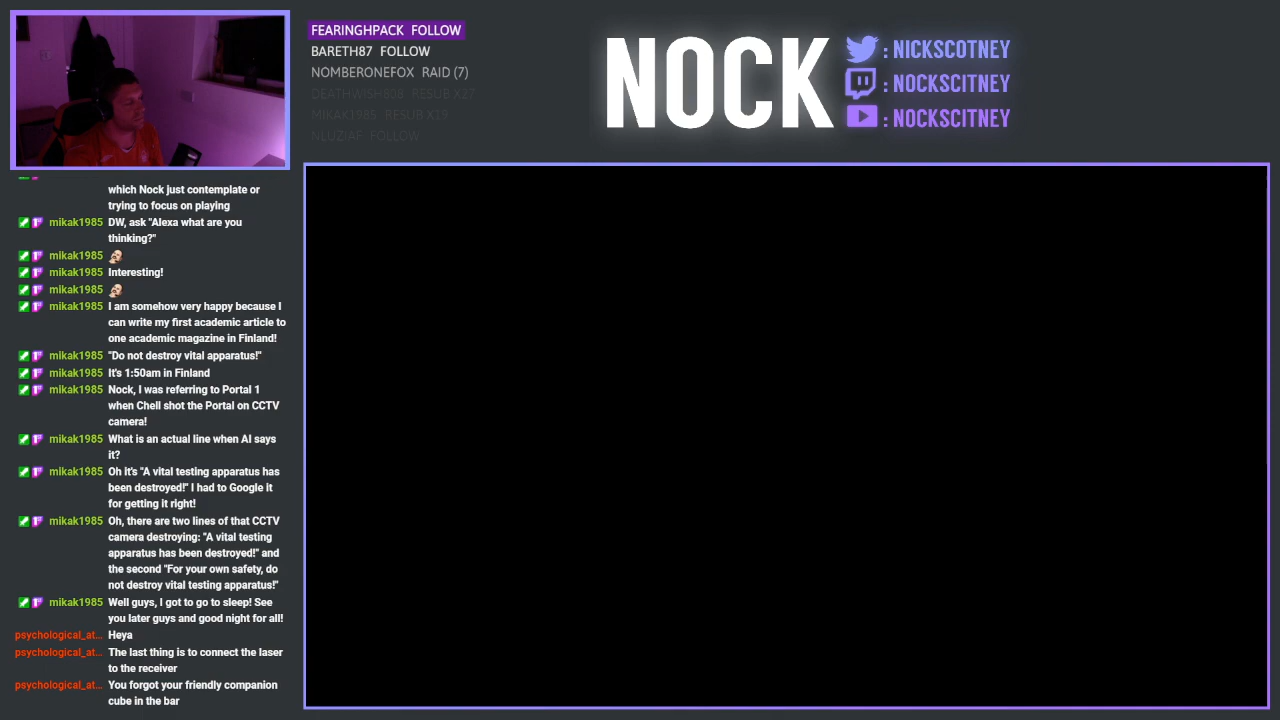 FEARINGHPACK FOLLOW
BARETH87 FOLLOW
NOMBERONEFOX RAID (7)
DEATHWISH808 RESUB X27
MIKAK1985 RESUB X19
NLUZIAF FOLLOW
NOCK
: NICKSCOTNEY
: NOCKSCITNEY
: NOCKSCITNEY
which Nock just contemplate or
trying to focus on playing
mikak1985 DW, ask "Alexa what are you
thinking?"
mikak1985
mikak1985 Interesting!
mikak1985
mikak1985 I am somehow very happy because I
can write my first academic article to
one academic magazine in Finland!
mikak1985 "Do not destroy vital apparatus!"
mikak1985 It's 1:50am in Finland
mikak1985 Nock, I was referring to Portal 1
when Chell shot the Portal on CCTV
camera!
mikak1985 What is an actual line when AI says
it?
mikak1985 Oh it's "A vital testing apparatus has
been destroyed!" I had to Google it
for getting it right!
mikak1985 Oh, there are two lines of that CCTV
camera destroying: "A vital testing
apparatus has been destroyed!" and
the second "For your own safety, do
not destroy vital testing apparatus!"
mikak1985 Well guys, I got to go to sleep! See
you later guys and good night for all!
psychological_at... Heya
psychological_at... The last thing is to connect the laser
to the receiver
psychological_at... You forgot your friendly companion
cube in the bar